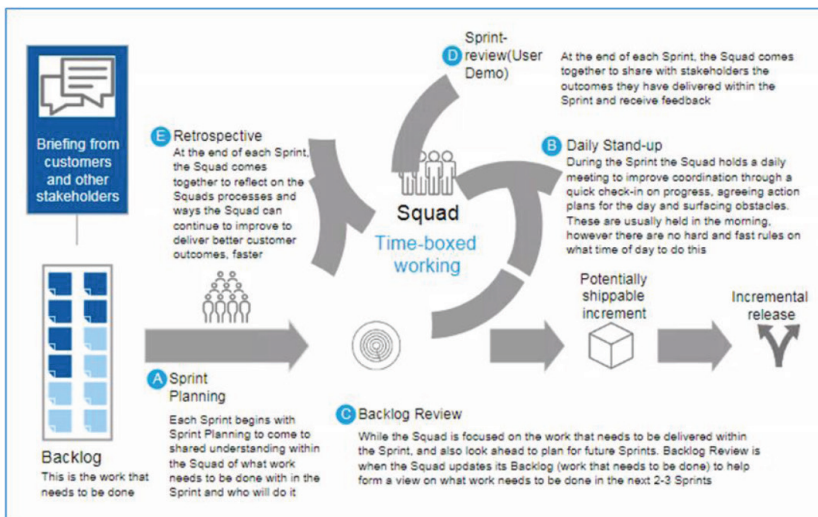 Briefing from
customers
and other
stakeholders
Backlog
This is the work that
needs to be done
A
Sprint
Planning
Each Sprint begins with
Sprint Planning to come to
shared understanding within
the Squad of what work
needs to be done with in the
Sprint and who will do it
E
Retrospective
At the end of each Sprint,
the Squad comes
together to reflect on the
Squads processes and
ways the Squad can
continue to improve to
deliver better customer
outcomes, faster
Squad
Time-boxed
working
D
Sprint-
review(User
Demo)
At the end of each Sprint, the Squad comes
together to share with stakeholders the
outcomes they have delivered within the
Sprint and receive feedback
B
Daily Stand-up
During the Sprint the Squad holds a daily
meeting to improve coordination through a
quick check-in on progress, agreeing action
plans for the day and surfacing obstacles.
These are usually held in the morning,
however there are no hard and fast rules on
what time of day to do this
Potentially
shippable
increment
Incremental
release
C
Backlog Review
While the Squad is focused on the work that needs to be delivered within
the Sprint, and also look ahead to plan for future Sprints. Backlog Review is
when the Squad updates its Backlog (work that needs to be done) to help
form a view on what work needs to be done in the next 2-3 Sprints